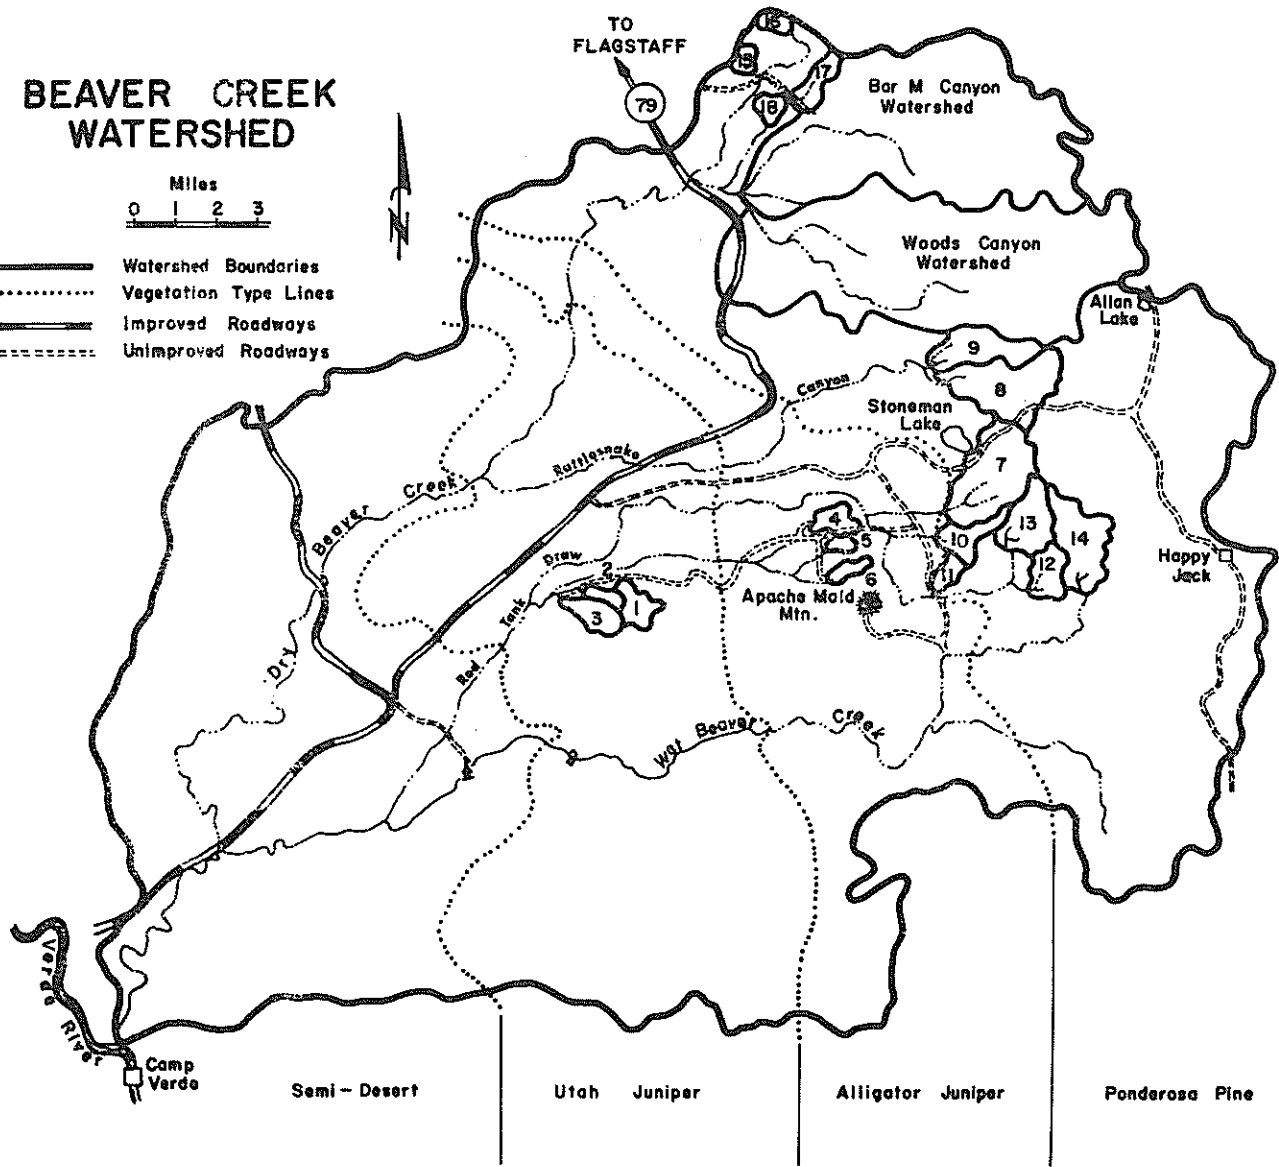 BEAVER CREEK
WATERSHED
Miles
0 1 2 3
Watershed Boundaries
Vegetation Type Lines
Improved Roadways
Unimproved Roadways
TO
FLAGSTAFF
79
N
16
15
17
18
Bar M Canyon
Watershed
Woods Canyon
Watershed
Allan
Lake
9
8
Canyon
Stoneman
Lake
7
Rattlesnake
Dry Beaver Creek
4
5
6
10
11
13
12
14
Happy
Jack
Red Tank Draw
2
3
1
Apache Maid
Mtn.
Wet Beaver Creek
Verde River
Camp
Verde
Semi-Desert
Utah Juniper
Alligator Juniper
Ponderosa Pine